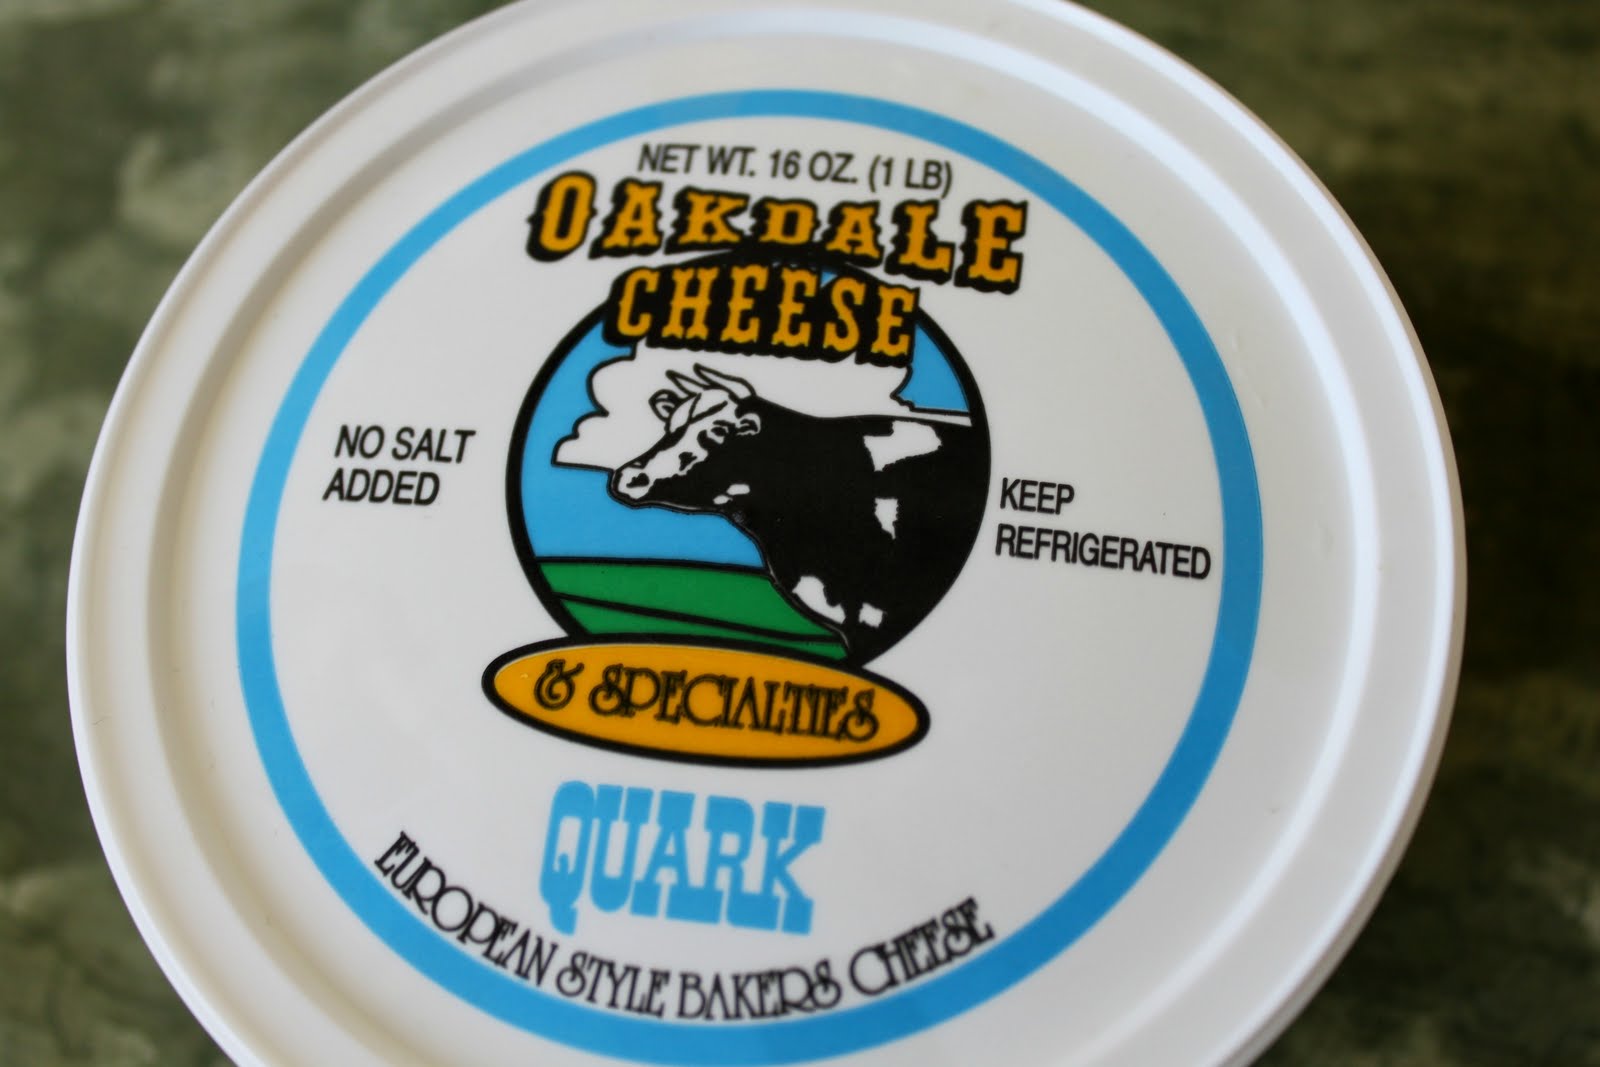 NET WT. 16 OZ. (1 LB)
OAKDALE
CHEESE
NO SALT
ADDED
KEEP
REFRIGERATED
& SPECIALTIES
QUARK
EUROPEAN STYLE BAKERS CHEESE